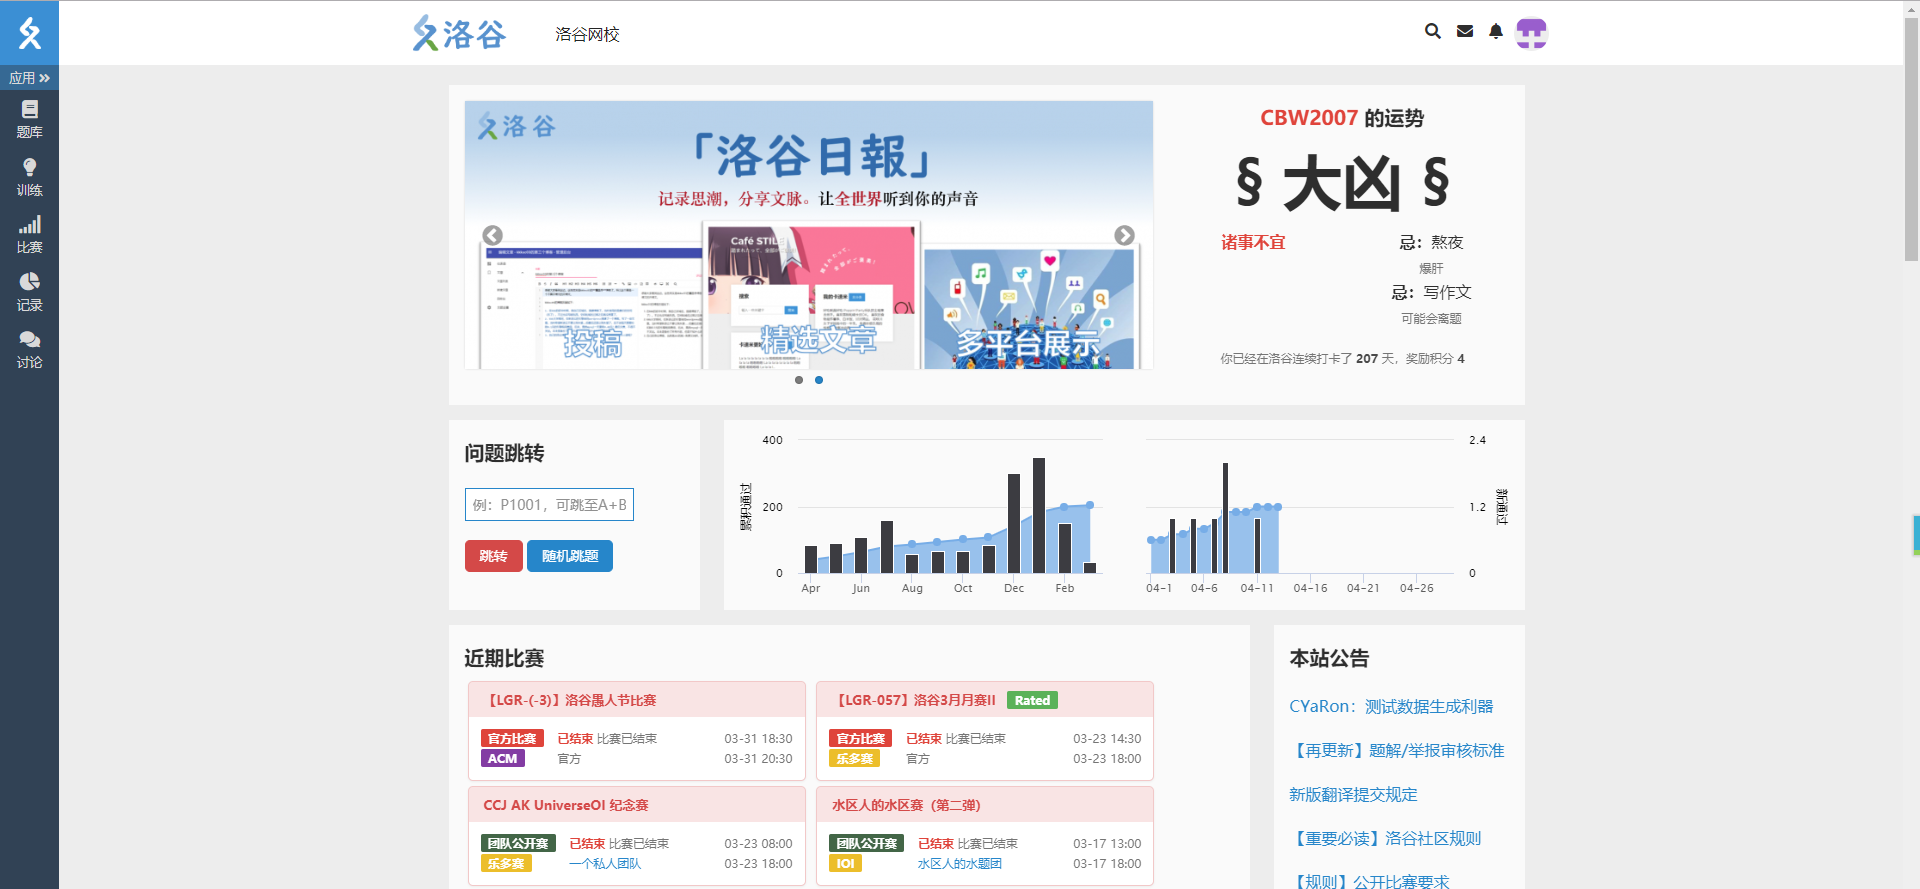 洛谷
洛谷网校
应用
题库
训练
比赛
记录
讨论
洛谷
「洛谷日報」
记录思潮，分享文脉。让全世界听到你的声音
Café STILE
搜索
我的卡速米
投稿
精选文章
多平台展示
CBW2007 的运势
§ 大凶 §
诸事不宜
忌：熬夜
爆肝
忌：写作文
可能会离题
你已经在洛谷连续打卡了 207 天，奖励积分 4
问题跳转
例：P1001，可跳至A+B
跳转
随机跳题
累积通过
400
200
0
Apr Jun Aug Oct Dec Feb
2.4
1.2
0
新通过
04-1 04-6 04-11 04-16 04-21 04-26
近期比赛
【LGR-(-3)】洛谷愚人节比赛
官方比赛 已结束 比赛已结束 03-31 18:30
ACM 官方 03-31 20:30
【LGR-057】洛谷3月月赛II Rated
官方比赛 已结束 比赛已结束 03-23 14:30
乐多赛 官方 03-23 18:00
CCJ AK UniverseOI 纪念赛
团队公开赛 已结束 比赛已结束 03-23 08:00
乐多赛 一个私人团队 03-23 18:00
水区人的水区赛（第二弹）
团队公开赛 已结束 比赛已结束 03-17 13:00
IOI 水区人的水题团 03-17 18:00
本站公告
CYaRon：测试数据生成利器
【再更新】题解/举报审核标准
新版翻译提交规定
【重要必读】洛谷社区规则
【规则】公开比赛要求